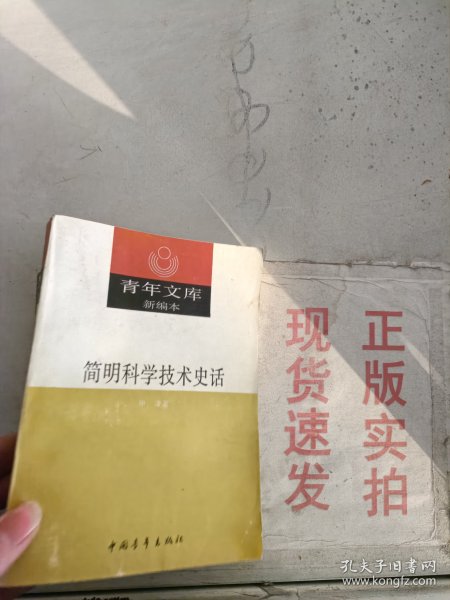 青年文库
新编本
简明科学技术史话
中国青年出版社
正版实拍
现货速发
孔夫子旧书网
www.kongfz.com